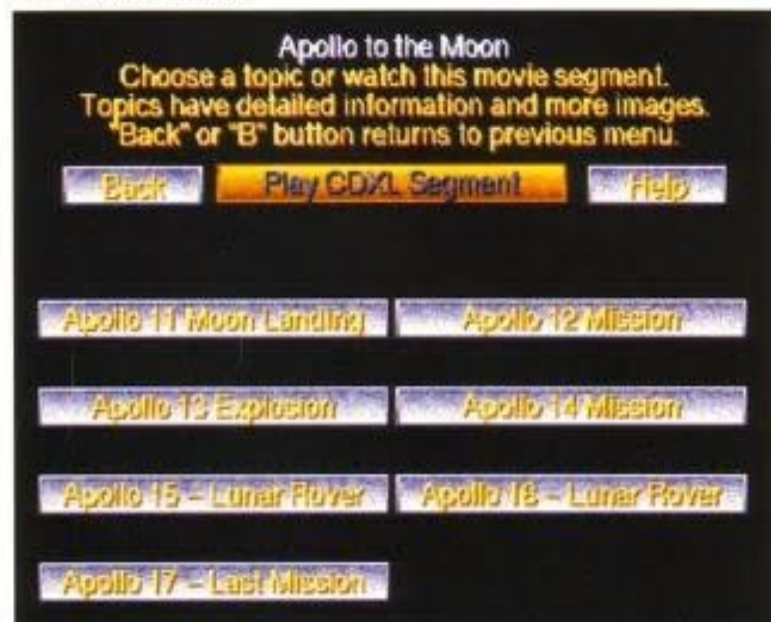 Apollo to the Moon
Choose a topic or watch this movie segment.
Topics have detailed information and more images.
"Back" or "B" button returns to previous menu.
Back Play CDXL Segment Help
Apollo 11 Moon Landing Apollo 12 Mission
Apollo 13 Explosion Apollo 14 Mission
Apollo 15 - Lunar Rover Apollo 16 - Lunar Rover
Apollo 17 - Last Mission